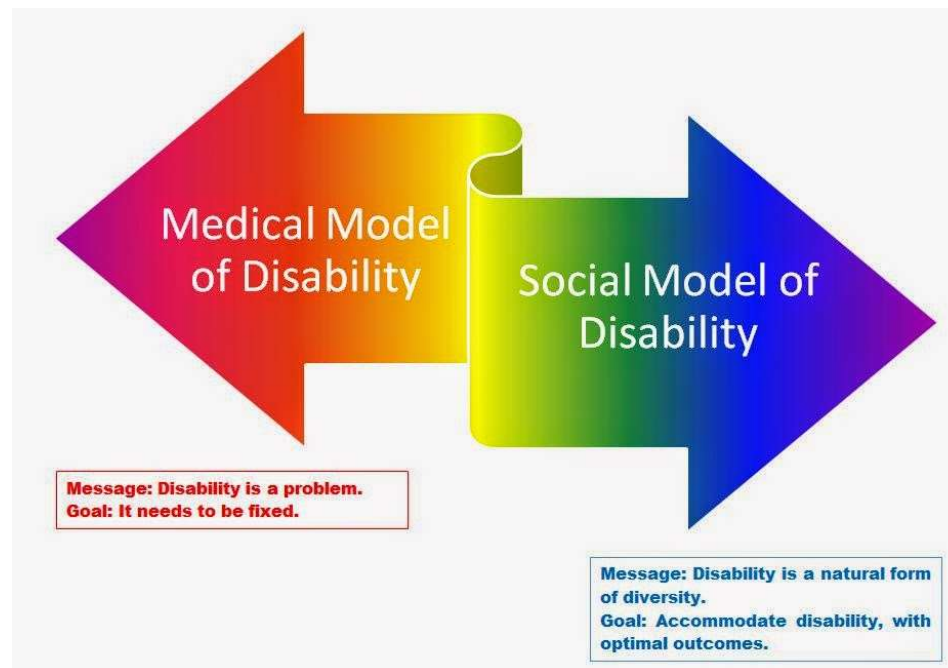 Medical Model
of Disability
Social Model of
Disability
Message: Disability is a problem.
Goal: It needs to be fixed.
Message: Disability is a natural form
of diversity.
Goal: Accommodate disability, with
optimal outcomes.